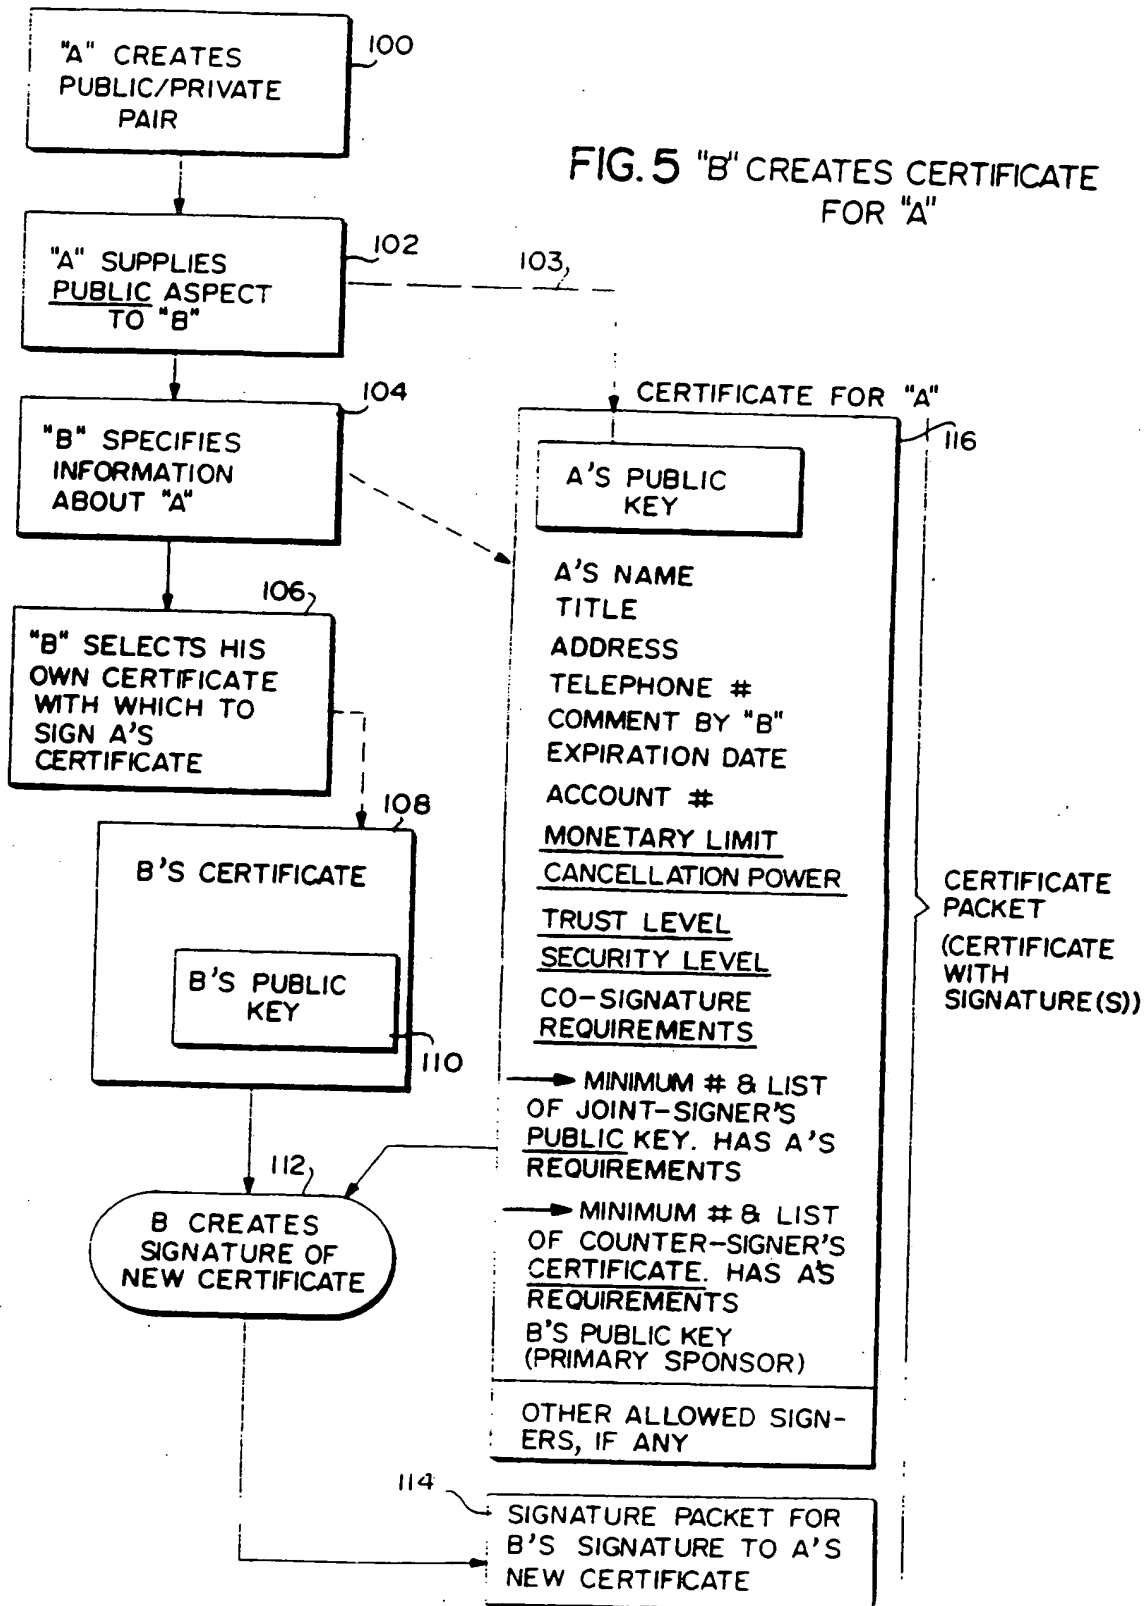 "A" CREATES
PUBLIC/PRIVATE
PAIR
100
FIG. 5 "B" CREATES CERTIFICATE
FOR "A"
"A" SUPPLIES
PUBLIC ASPECT
TO "B"
102
103
"B" SPECIFIES
INFORMATION
ABOUT "A"
104
"B" SELECTS HIS
OWN CERTIFICATE
WITH WHICH TO
SIGN A'S
CERTIFICATE
106
B'S CERTIFICATE
108
B'S PUBLIC
KEY
110
B CREATES
SIGNATURE OF
NEW CERTIFICATE
112
CERTIFICATE FOR "A"
116
A'S PUBLIC
KEY
A'S NAME
TITLE
ADDRESS
TELEPHONE #
COMMENT BY "B"
EXPIRATION DATE
ACCOUNT #
MONETARY LIMIT
CANCELLATION POWER
TRUST LEVEL
SECURITY LEVEL
CO-SIGNATURE
REQUIREMENTS
MINIMUM # & LIST
OF JOINT-SIGNER'S
PUBLIC KEY. HAS A'S
REQUIREMENTS
MINIMUM # & LIST
OF COUNTER-SIGNER'S
CERTIFICATE. HAS A'S
REQUIREMENTS
B'S PUBLIC KEY
(PRIMARY SPONSOR)
OTHER ALLOWED SIGN-
ERS, IF ANY
CERTIFICATE
PACKET
(CERTIFICATE
WITH
SIGNATURE(S))
114
SIGNATURE PACKET FOR
B'S SIGNATURE TO A'S
NEW CERTIFICATE